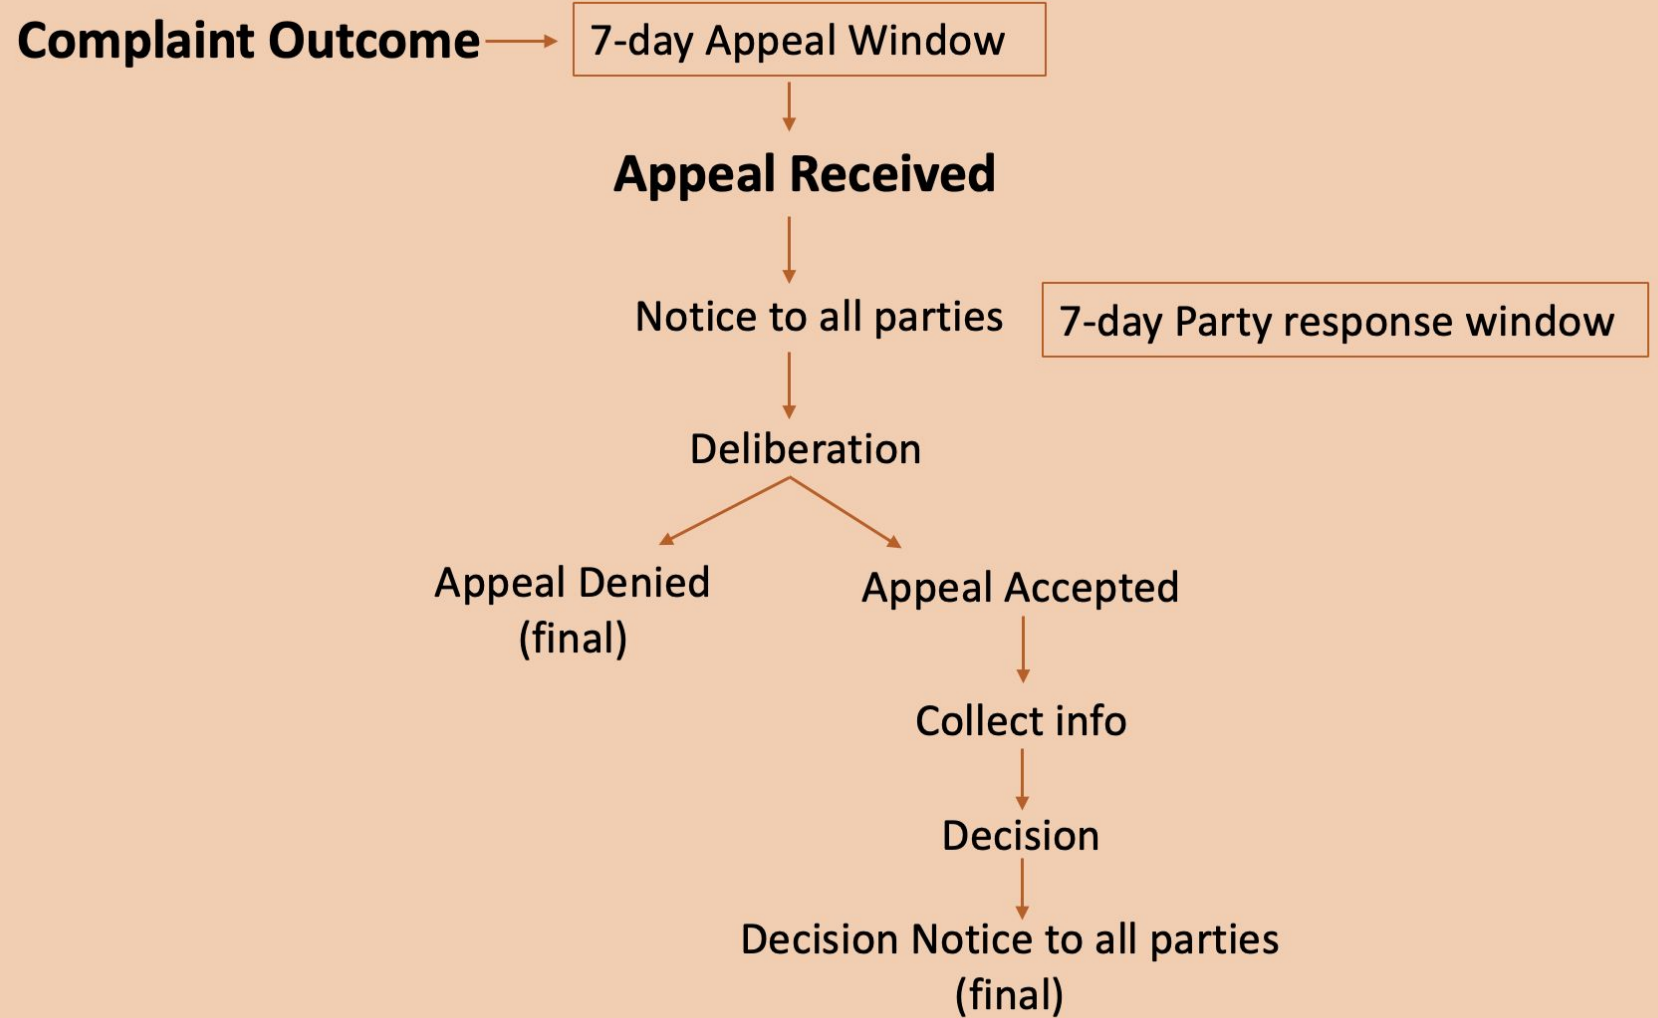 Complaint Outcome
7-day Appeal Window
Appeal Received
Notice to all parties
7-day Party response window
Deliberation
Appeal Denied
(final)
Appeal Accepted
Collect info
Decision
Decision Notice to all parties
(final)